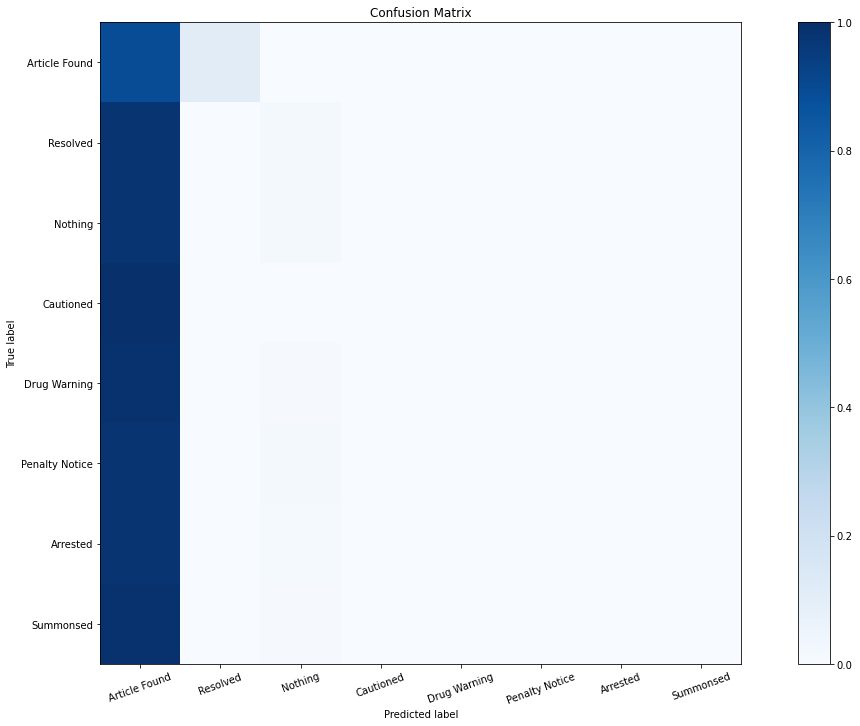 Confusion Matrix
True label
Article Found
Resolved
Nothing
Cautioned
Drug Warning
Penalty Notice
Arrested
Summonsed
Article Found
Resolved
Nothing
Cautioned
Drug Warning
Penalty Notice
Arrested
Summonsed
Predicted label
1.0
0.8
0.6
0.4
0.2
0.0